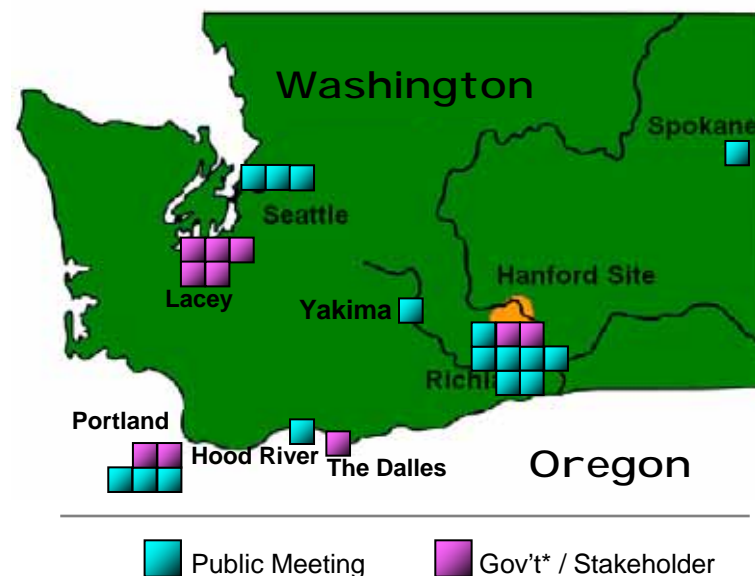 Washington
Spokane
Seattle
Hanford Site
Lacey
Yakima
Portland
Hood River
The Dalles
Oregon
Public Meeting
Gov't* / Stakeholder